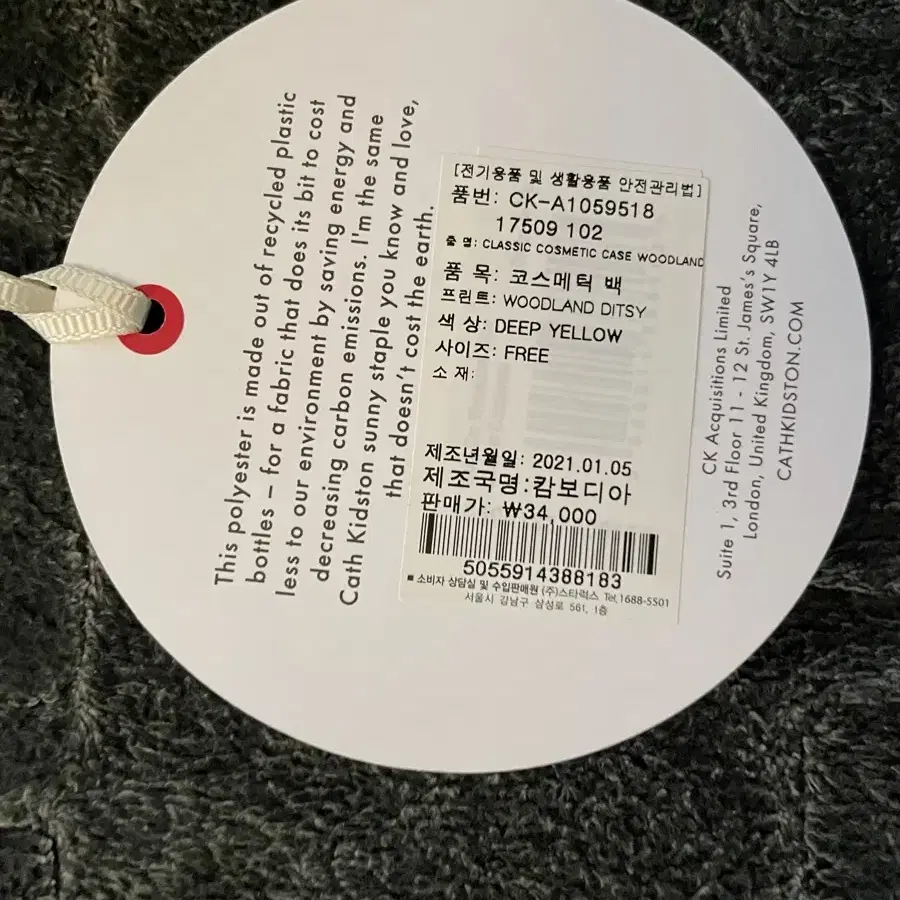 This polyester is made out of recycled plastic
bottles – for a fabric that does its bit to cost
less to our environment by saving energy and
decreasing carbon emissions. I'm the same
Cath Kidston sunny staple you know and love,
that doesn't cost the earth.
[전기용품 및 생활용품 안전관리법]
품번: CK-A1059518
17509 102
품 명: CLASSIC COSMETIC CASE WOODLAND
품 목: 코스메틱 백
프린트: WOODLAND DITSY
색 상: DEEP YELLOW
사이즈: FREE
소 재:
제조년월일: 2021.01.05
제조국명:캄보디아
판매가: ₩34,000
5055914388183
■ 소비자 상담실 및 수입판매원 (주)스타럭스 Tel.1688-5501
서울시 강남구 삼성로 561, 1층
CK Acquisitions Limited
Suite 1, 3rd Floor 11 - 12 St. James's Square,
London, United Kingdom, SW1Y 4LB
CATHKIDSTON.COM